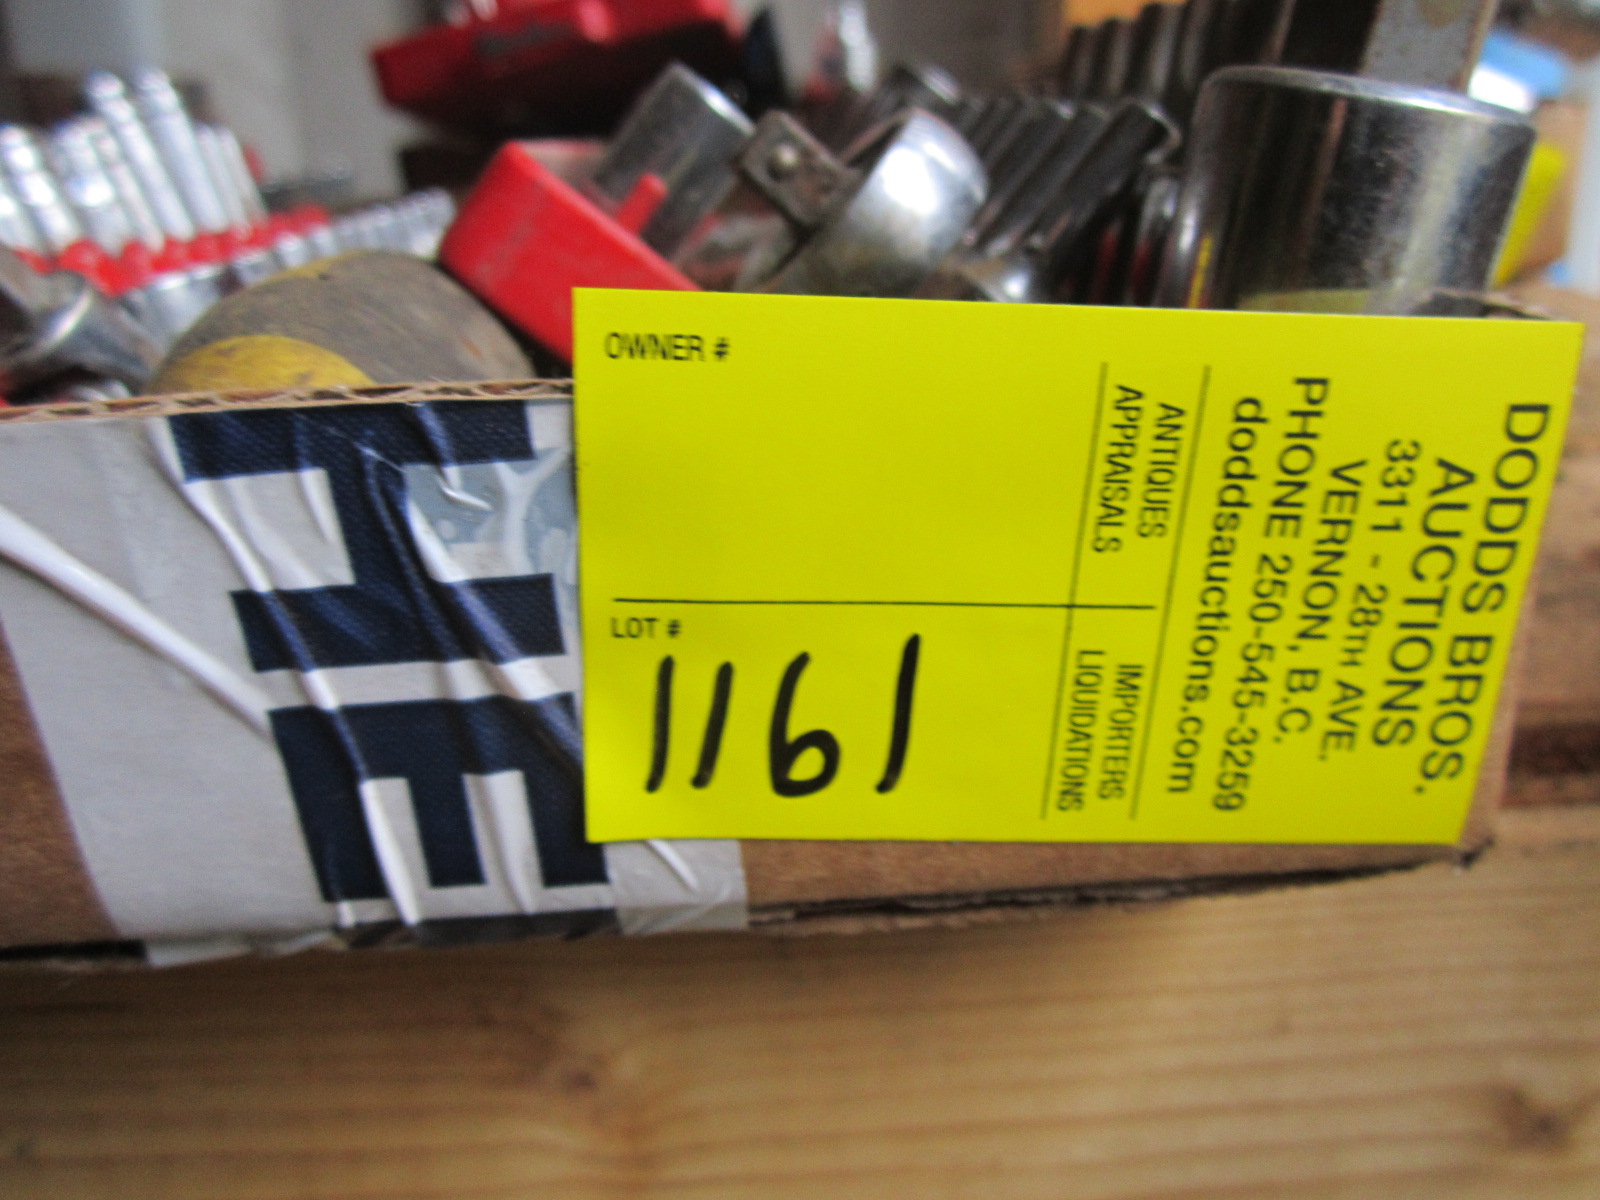 OWNER #
LOT #
1161
DODDS BROS.
AUCTIONS
3311 - 28TH AVE.
VERNON, B.C.
PHONE 250-545-3259
doddsauctions.com
ANTIQUES
APPRAISALS
IMPORTERS
LIQUIDATIONS
HE